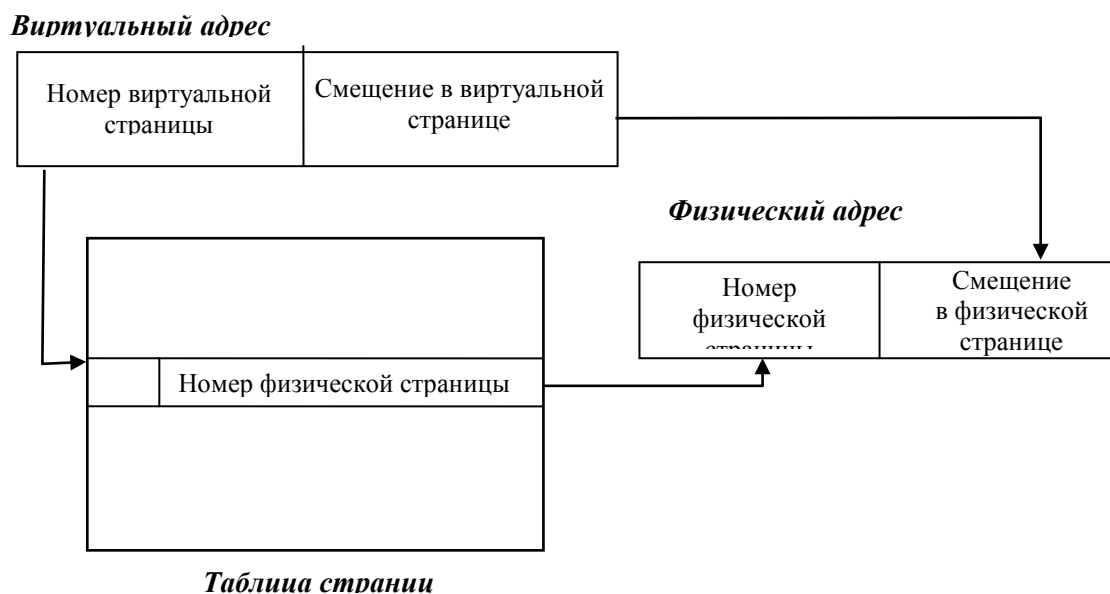 Виртуальный адрес
Номер виртуальной
страницы
Смещение в виртуальной
странице
Физический адрес
Номер
физической
страницы
Смещение
в физической
странице
Номер физической страницы
Таблица страниц